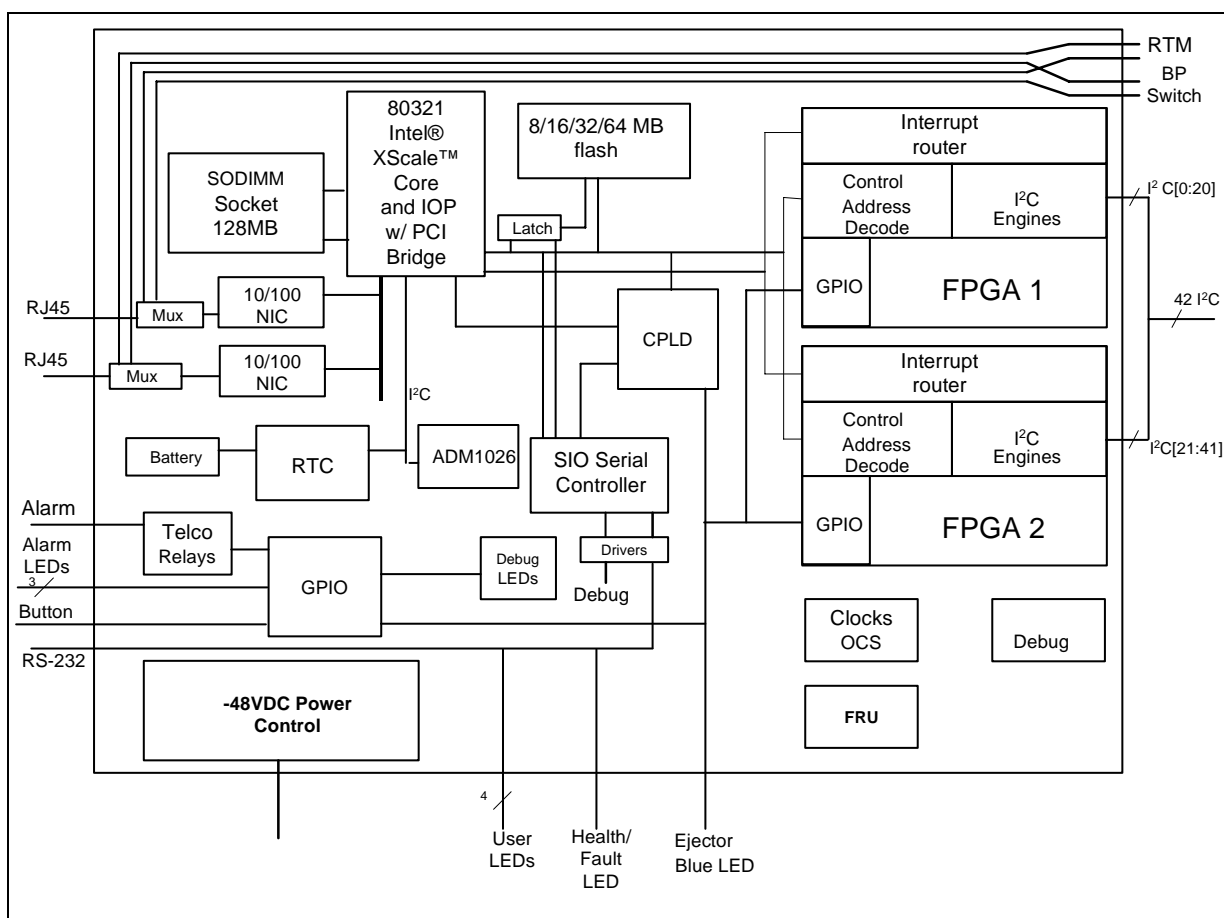 RTM
BP
Switch
80321
Intel®
XScale™
Core
and IOP
w/ PCI
Bridge
8/16/32/64 MB
flash
SODIMM
Socket
128MB
Latch
Interrupt
router
Control
Address
Decode
I²C
Engines
GPIO
FPGA 1
I² C[0:20]
42 I²C
RJ45
Mux
10/100
NIC
RJ45
Mux
10/100
NIC
I²C
CPLD
Interrupt
router
Control
Address
Decode
I²C
Engines
GPIO
FPGA 2
I²C[21:41]
Battery
RTC
ADM1026
SIO Serial
Controller
Drivers
Debug
Alarm
Telco
Relays
Alarm
LEDs
3
GPIO
Debug
LEDs
Button
RS-232
-48VDC Power
Control
Clocks
OCS
Debug
FRU
4
User
LEDs
Health/
Fault
LED
Ejector
Blue LED